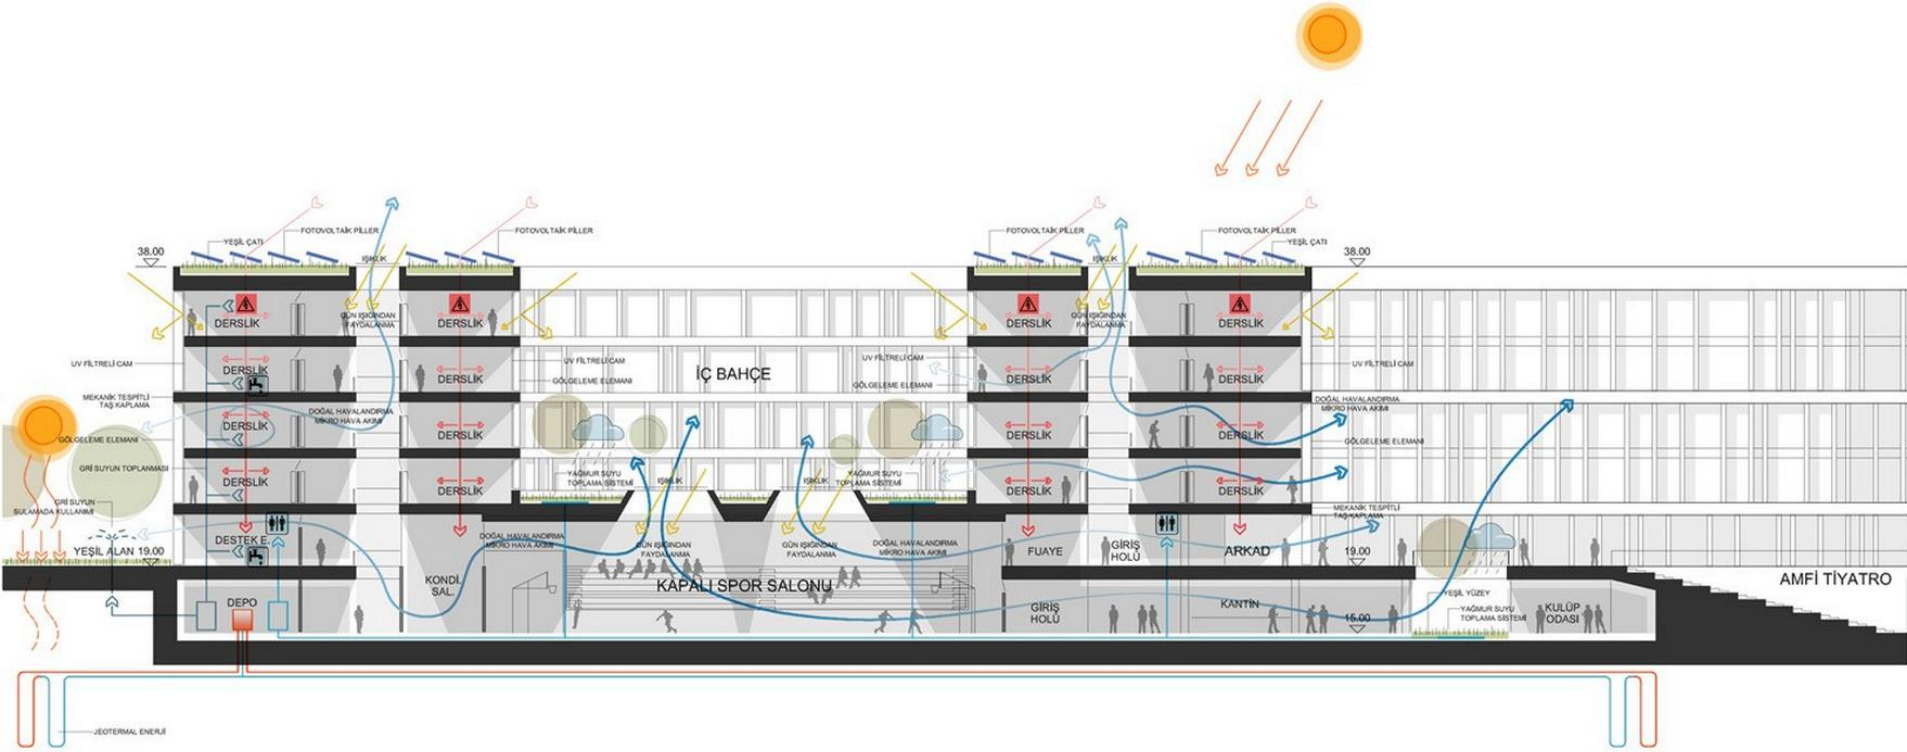 YEŞİL ÇATI
FOTOVOLTAİK PİLLER
FOTOVOLTAİK PİLLER
FOTOVOLTAİK PİLLER
FOTOVOLTAİK PİLLER
YEŞİL ÇATI
38.00
IŞIKLIK
IŞIKLIK
38.00
DERSLİK
GÜN IŞIĞINDAN
FAYDALANMA
DERSLİK
DERSLİK
GÜN IŞIĞINDAN
FAYDALANMA
DERSLİK
UV FİLTRELİ CAM
DERSLİK
DERSLİK
UV FİLTRELİ CAM
GÖLGELEME ELEMANI
İÇ BAHÇE
UV FİLTRELİ CAM
GÖLGELEME ELEMANI
DERSLİK
DERSLİK
UV FİLTRELİ CAM
MEKANİK TESPİTLİ
TAŞ KAPLAMA
DOĞAL HAVALANDIRMA
MİKRO HAVA AKIMI
DOĞAL HAVALANDIRMA
MİKRO HAVA AKIMI
GÖLGELEME ELEMANI
DERSLİK
DERSLİK
DERSLİK
DERSLİK
GÖLGELEME ELEMANI
GRİ SUYUN TOPLANMASI
DERSLİK
DERSLİK
YAĞMUR SUYU
TOPLAMA SİSTEMİ
IŞIKLIK
IŞIKLIK
YAĞMUR SUYU
TOPLAMA SİSTEMİ
DERSLİK
DERSLİK
GRİ SUYUN
SULAMADA KULLANIMI
MEKANİK TESPİTLİ
TAŞ KAPLAMA
YEŞİL ALAN 19.00
DESTEK E.
DOĞAL HAVALANDIRMA
MİKRO HAVA AKIMI
GÜN IŞIĞINDAN
FAYDALANMA
GÜN IŞIĞINDAN
FAYDALANMA
DOĞAL HAVALANDIRMA
MİKRO HAVA AKIMI
FUAYE
GİRİŞ
HOLÜ
ARKAD
19.00
KONDİ.
SAL.
KAPALI SPOR SALONU
AMFİ TİYATRO
DEPO
GİRİŞ
HOLÜ
KANTİN
15.00
YEŞİL YÜZEY
YAĞMUR SUYU
TOPLAMA SİSTEMİ
KULÜP
ODASI
JEOTERMAL ENERJİ